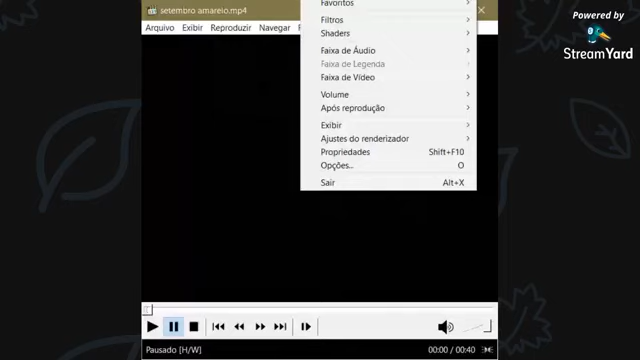 setembro amarelo.mp4
Powered by
StreamYard
Arquivo Exibir Reproduzir Navegar
Favoritos
Filtros
Shaders
Faixa de Áudio
Faixa de Legenda
Faixa de Vídeo
Volume
Após reprodução
Exibir
Ajustes do renderizador
Propriedades Shift+F10
Opções... O
Sair Alt+X
Pausado [H/W] 00:00 / 00:40